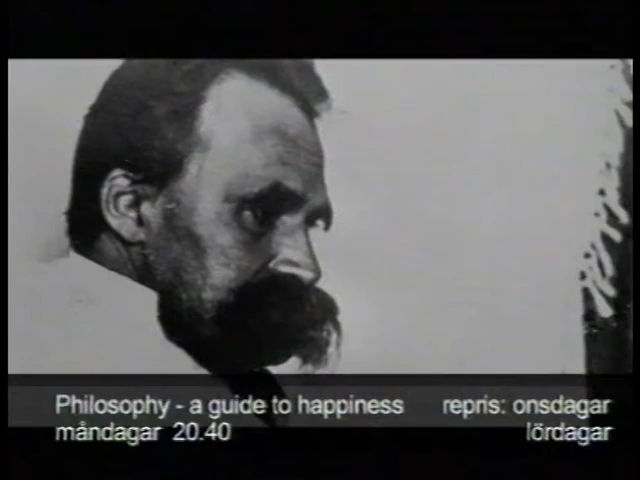 Philosophy - a guide to happiness repris: onsdagar
måndagar 20.40 lördagar